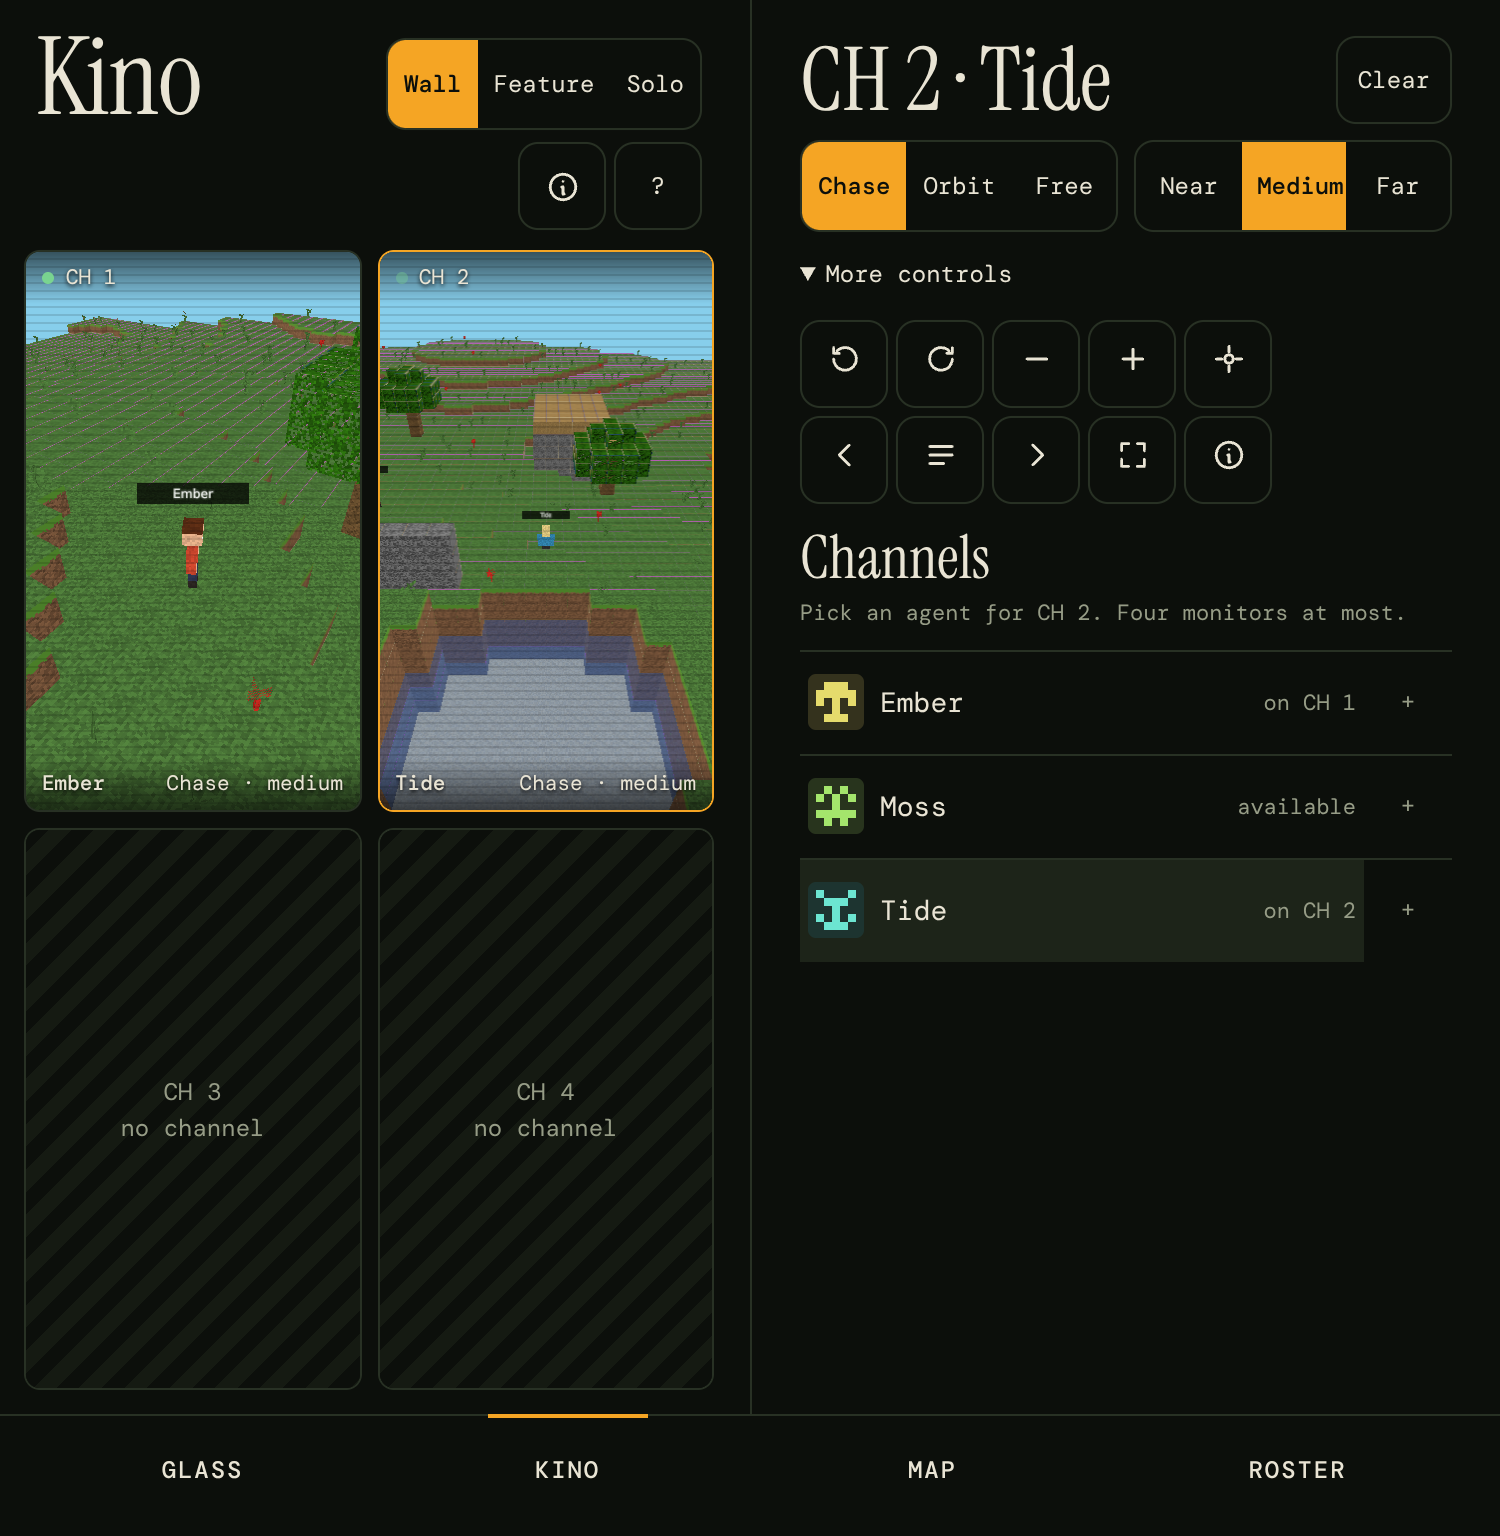 Kino
Wall Feature Solo
?
CH 1
Ember
Ember Chase · medium
CH 2
Tide
Tide Chase · medium
CH 3
no channel
CH 4
no channel
CH 2 · Tide
Clear
Chase Orbit Free
Near Medium Far
▼ More controls
Channels
Pick an agent for CH 2. Four monitors at most.
Ember on CH 1 +
Moss available +
Tide on CH 2 +
GLASS KINO MAP ROSTER